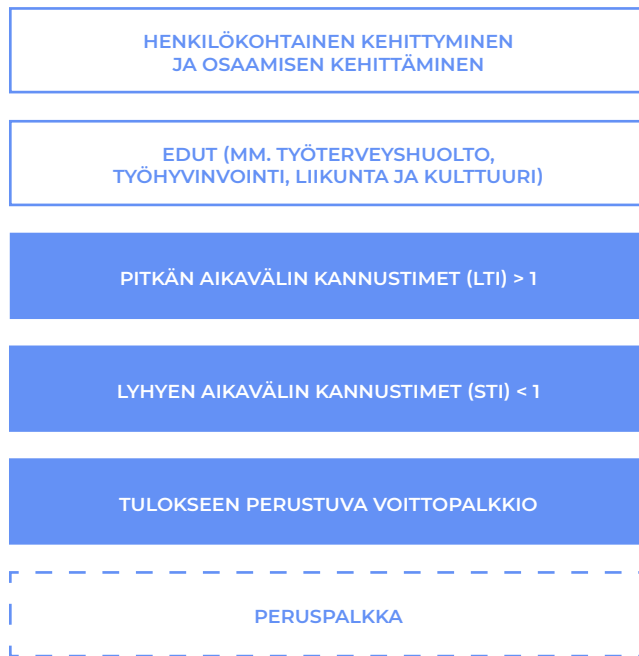 HENKILÖKOHTAINEN KEHITTYMINEN
JA OSAAMISEN KEHITTÄMINEN
EDUT (MM. TYÖTERVEYSHUOLTO,
TYÖHYVINVOINTI, LIIKUNTA JA KULTTUURI)
PITKÄN AIKAVÄLIN KANNUSTIMET (LTI) > 1
LYHYEN AIKAVÄLIN KANNUSTIMET (STI) < 1
TULOKSEEN PERUSTUVA VOITTOPALKKIO
PERUSPALKKA